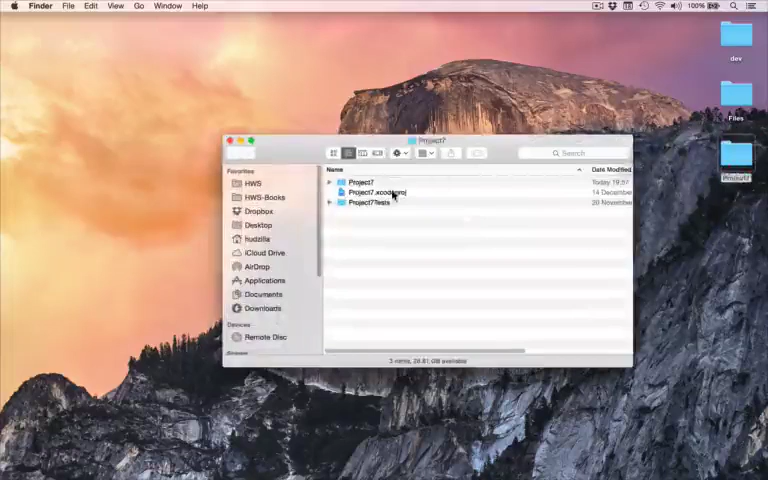 Finder File Edit View Go Window Help 100%
dev
Files
Project7
Project7
Search
Name Date Modified
Favorites
HWS
HWS-Books
Dropbox
Desktop
hudzilla
iCloud Drive
AirDrop
Applications
Documents
Downloads
Devices
Remote Disc
Project7 Today 19:57
Project7.xcodeproj 14 December
Project7Tests 20 November
3 items, 28.81 GB available